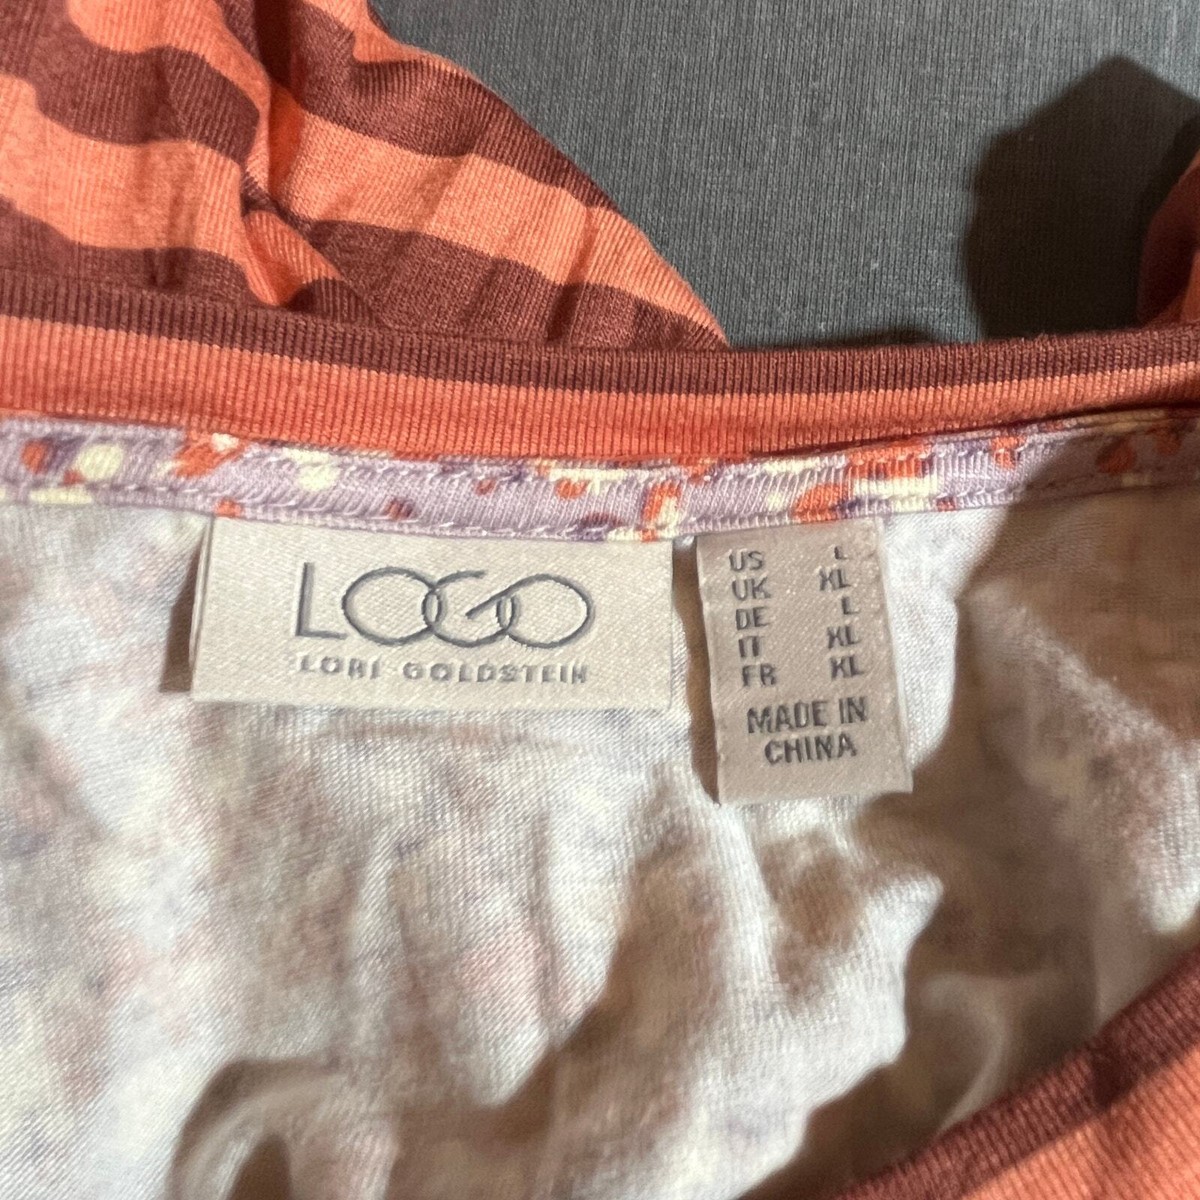 LOGO
LORI GOLDSTEIN
US L
UK XL
DE L
IT XL
FR XL
MADE IN
CHINA